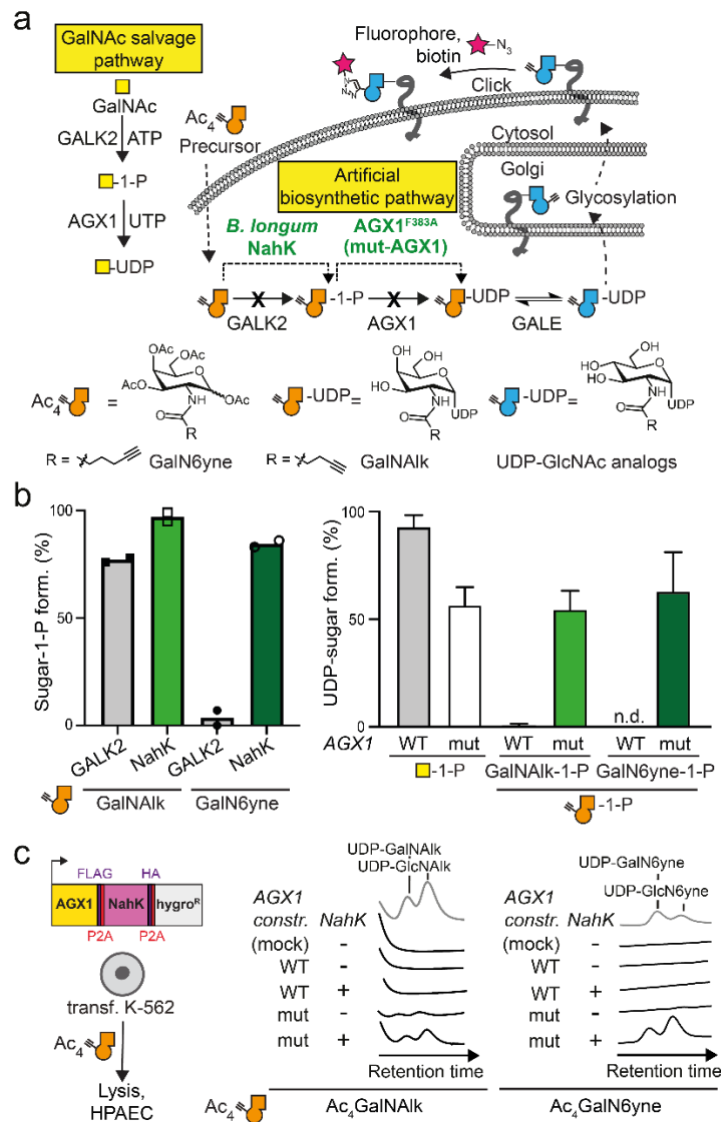 a
GalNAc salvage
pathway
GalNAc
GALK2 ATP
-1-P
AGX1 UTP
-UDP
Ac4
Precursor
Fluorophore,
biotin
N3
Click
N=N
N
Cytosol
Golgi
Glycosylation
Artificial
biosynthetic pathway
B. longum
NahK
AGX1F383A
(mut-AGX1)
X -1-P X -UDP -UDP
GALK2 AGX1 GALE
Ac4 =
OAc
OAc
AcO
NH
OAc
O
R
-UDP =
OH
OH
HO
O
NH
UDP
O
R
-UDP=
OH
HO
HO
O
NH
UDP
O
R
R = GalN6yne
R = GalNAlk
UDP-GlcNAc analogs
b
Sugar-1-P form. (%)
100
50
0
GALK2
NahK
GALK2
NahK
GalNAlk GalN6yne
UDP-sugar form. (%)
100
50
0
n.d.
AGX1 WT mut WT mut WT mut
-1-P GalNAlk-1-P GalN6yne-1-P
-1-P
c
FLAG HA
AGX1 NahK hygroR
P2A P2A
transf. K-562
Ac4
Lysis,
HPAEC
UDP-GalNAlk
UDP-GlcNAlk
AGX1
constr. NahK
(mock) -
WT -
WT +
mut -
mut +
Retention time
Ac4 Ac4GalNAlk
UDP-GalN6yne
UDP-GlcN6yne
AGX1
constr. NahK
(mock) -
WT -
WT +
mut -
mut +
Retention time
Ac4GalN6yne